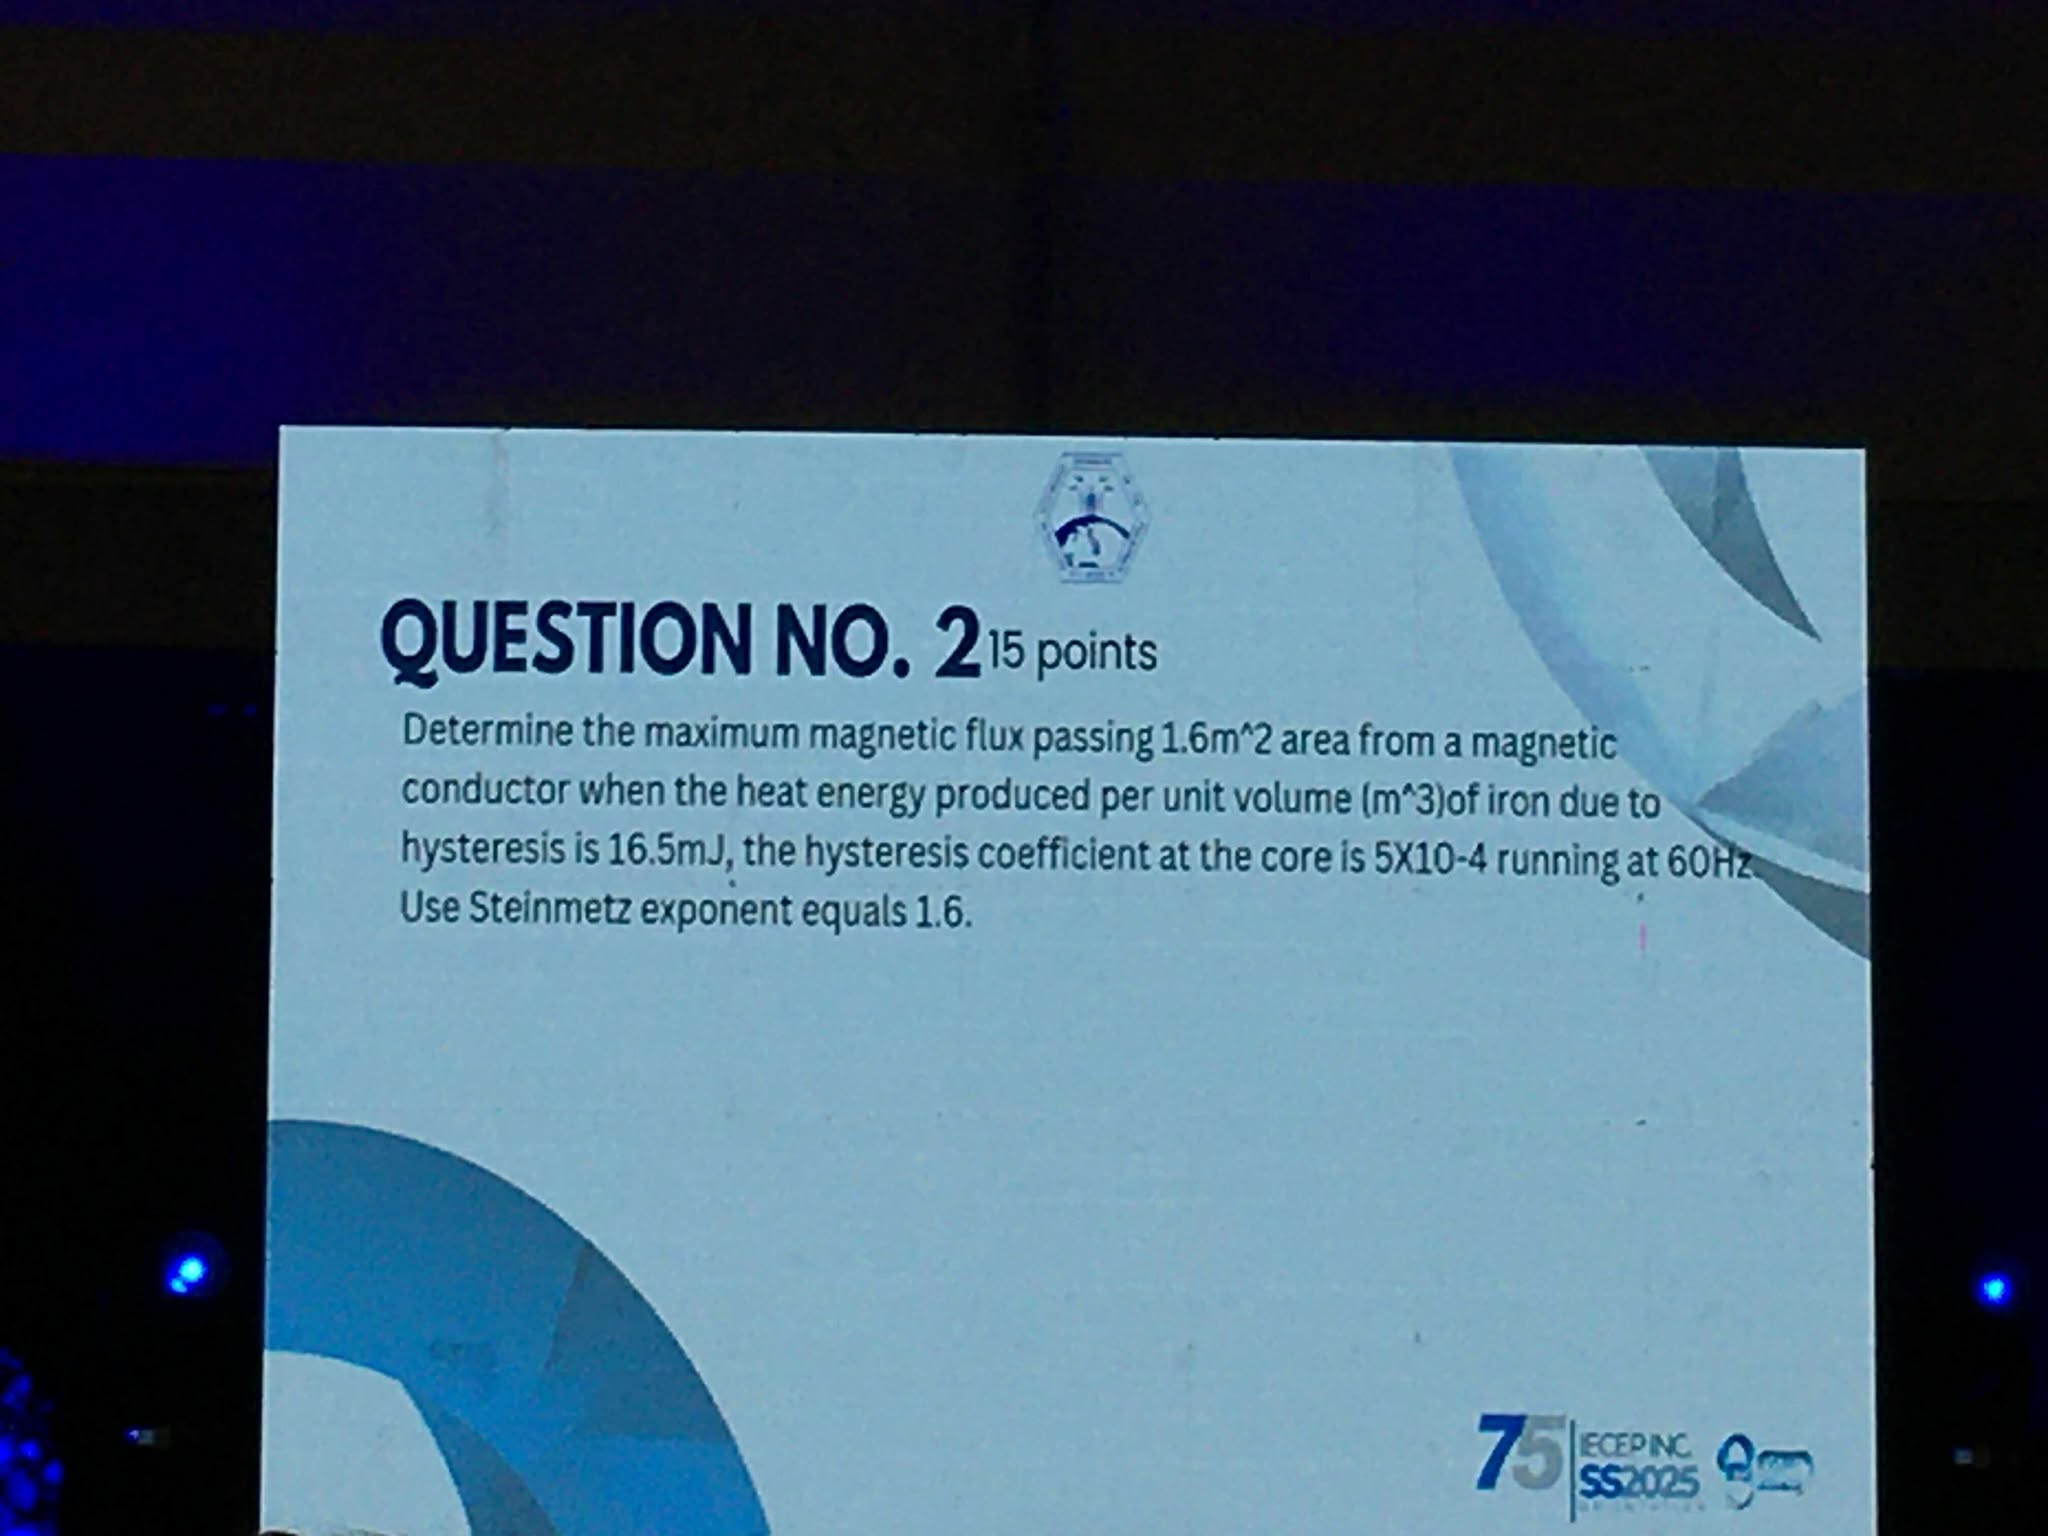 QUESTION NO. 2 15 points
Determine the maximum magnetic flux passing 1.6m^2 area from a magnetic
conductor when the heat energy produced per unit volume (m^3)of iron due to
hysteresis is 16.5mJ, the hysteresis coefficient at the core is 5X10-4 running at 60Hz.
Use Steinmetz exponent equals 1.6.
75 IECEP INC.
SS2025